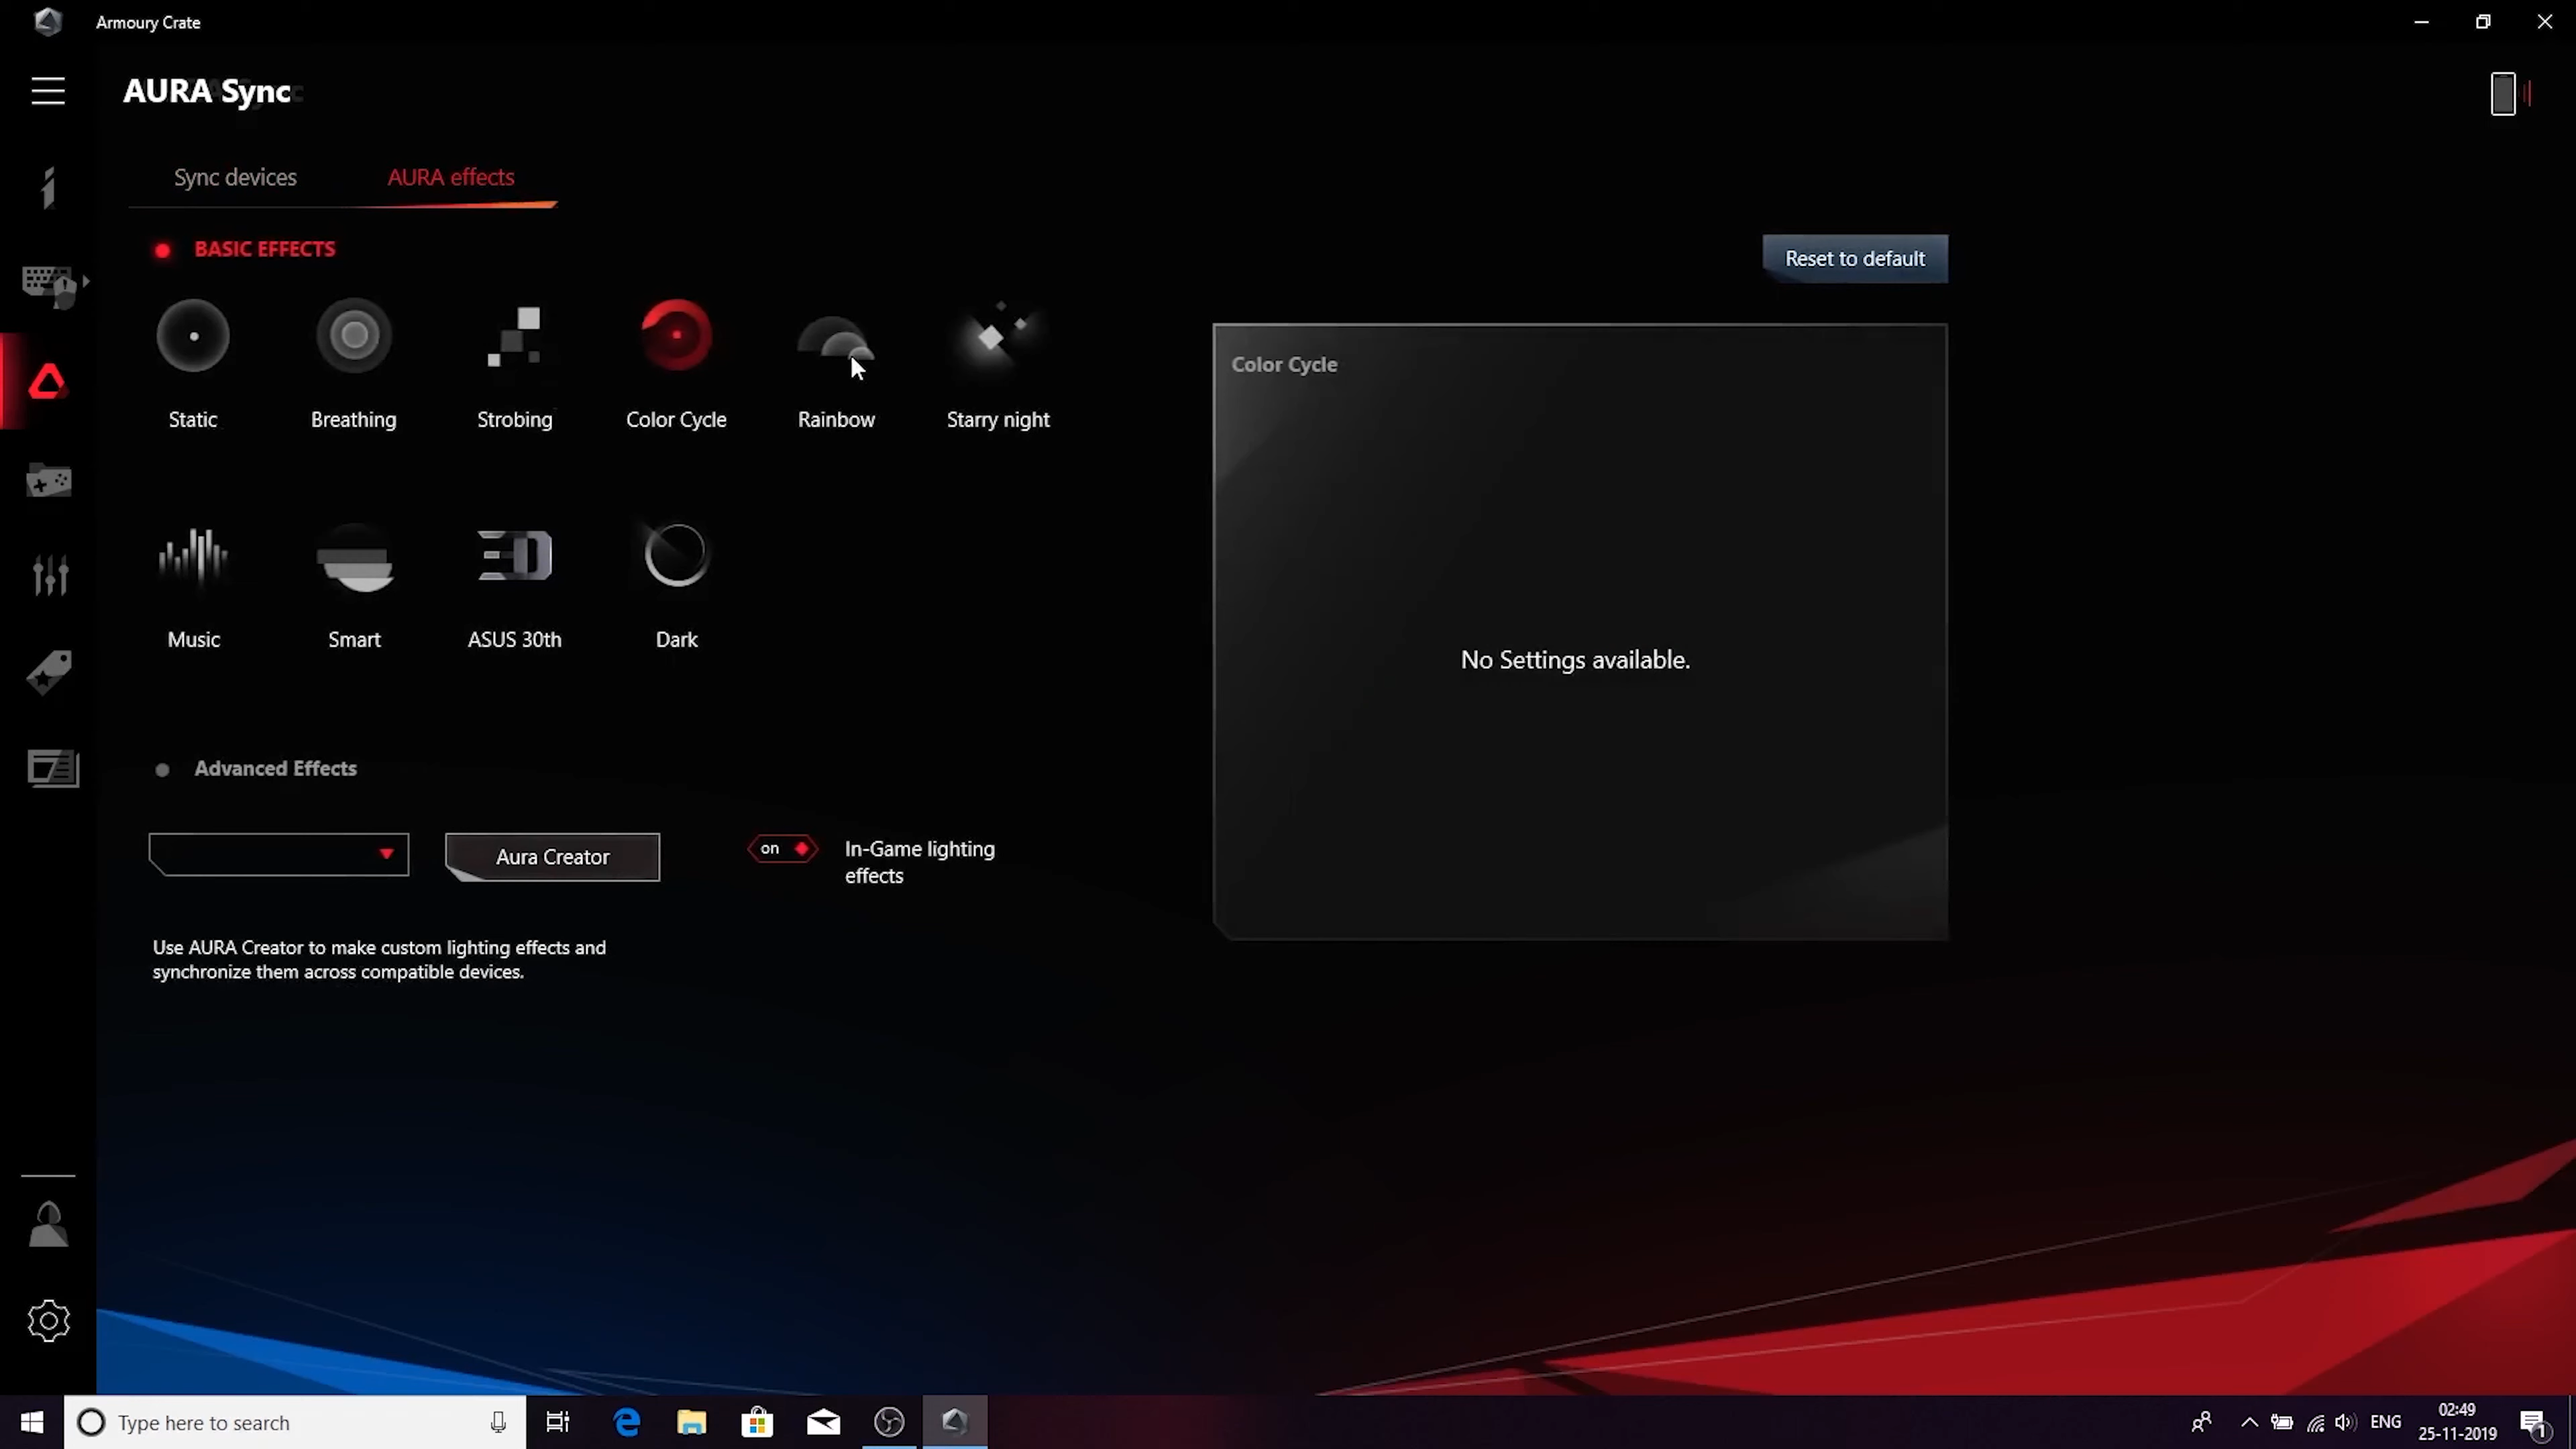 Armoury Crate
AURA Sync
Sync devices
AURA effects
BASIC EFFECTS
Reset to default
Static
Breathing
Strobing
Color Cycle
Rainbow
Starry night
Color Cycle
No Settings available.
Music
Smart
ASUS 30th
Dark
Advanced Effects
Aura Creator
on
In-Game lighting
effects
Use AURA Creator to make custom lighting effects and
synchronize them across compatible devices.
Type here to search
ENG
02:49
25-11-2019
1